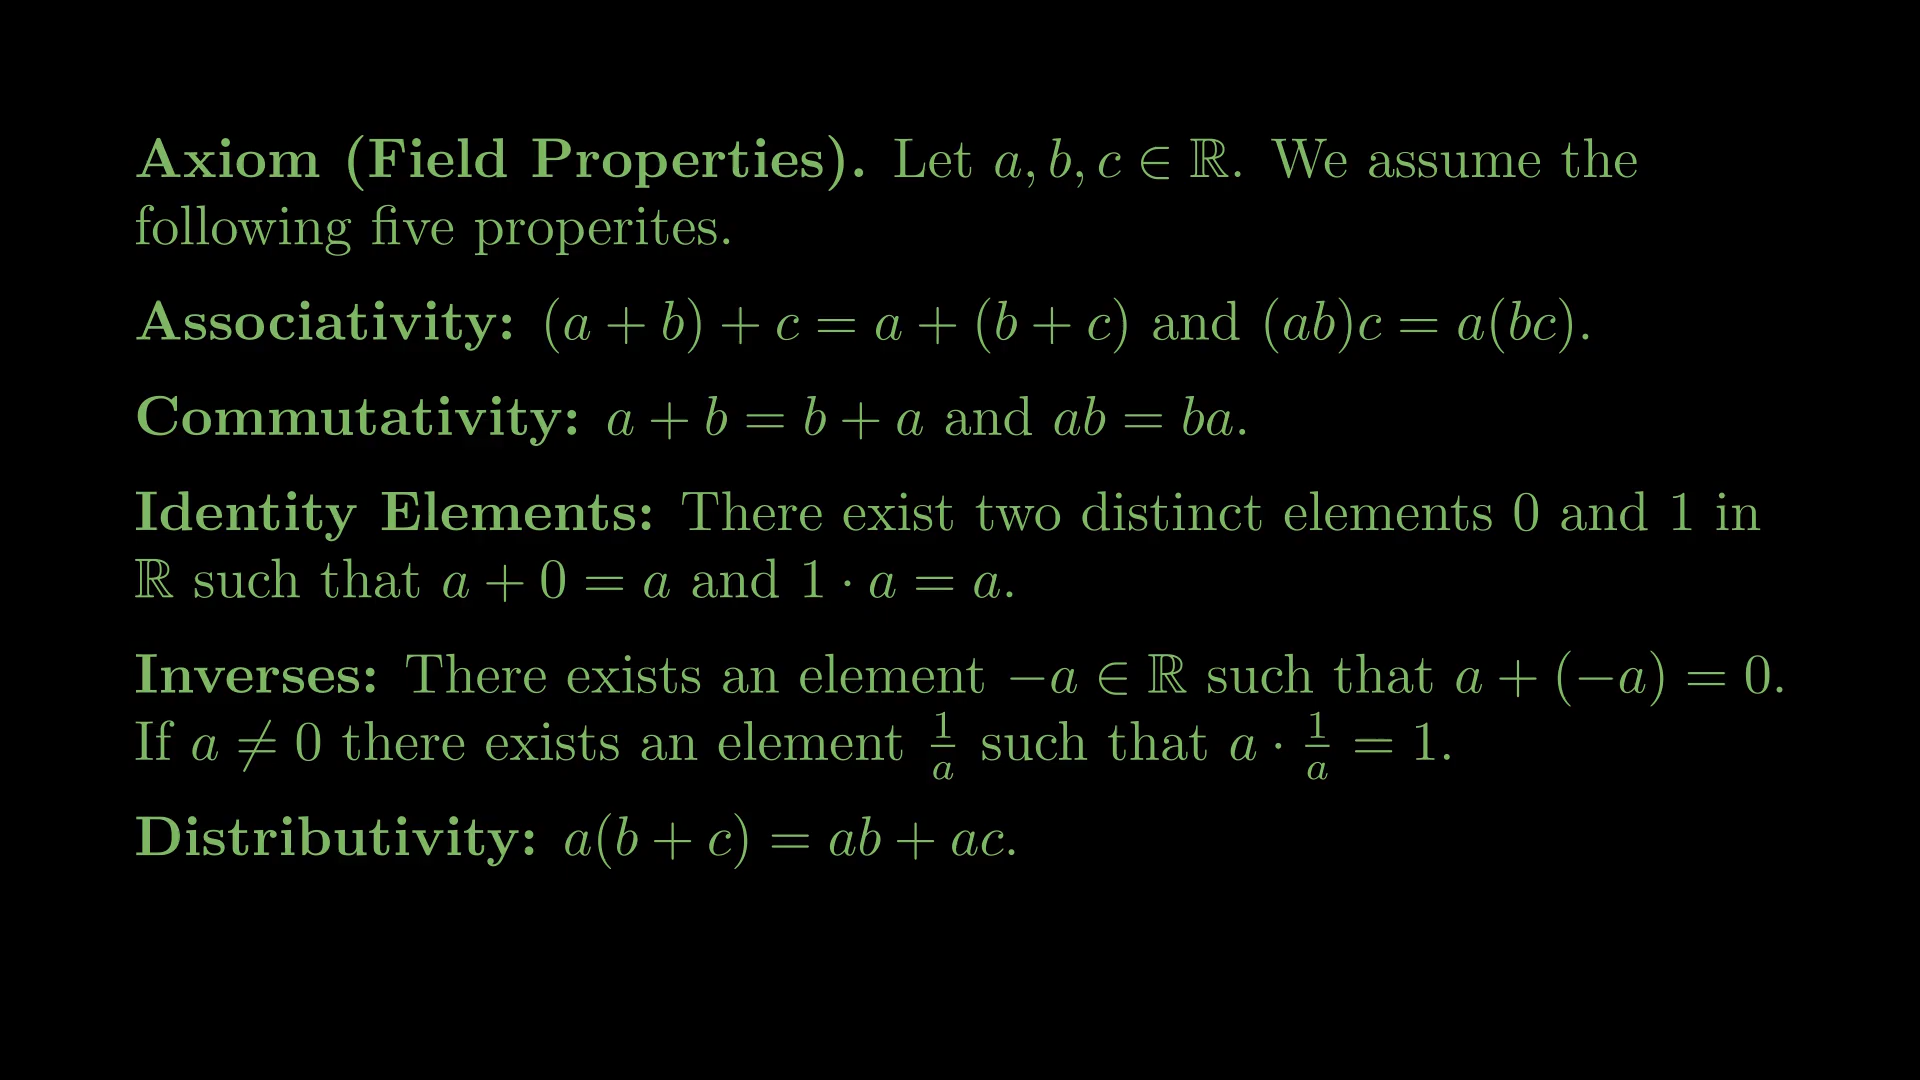 Axiom (Field Properties). Let a, b, c ∈ ℝ. We assume the
following five properites.
Associativity: (a + b) + c = a + (b + c) and (ab)c = a(bc).
Commutativity: a + b = b + a and ab = ba.
Identity Elements: There exist two distinct elements 0 and 1 in
ℝ such that a + 0 = a and 1 · a = a.
Inverses: There exists an element −a ∈ ℝ such that a + (−a) = 0.
If a ≠ 0 there exists an element 1/a such that a · 1/a = 1.
Distributivity: a(b + c) = ab + ac.